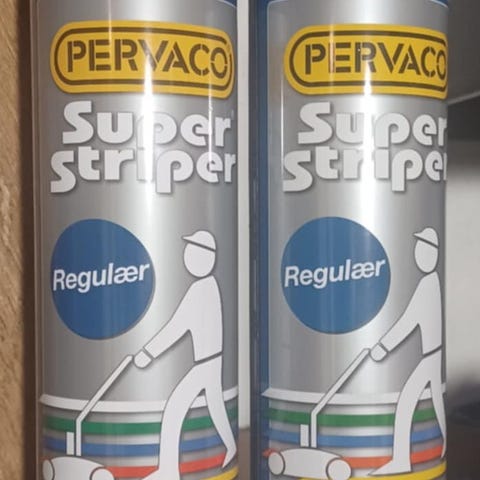 PERVACO
Super
Striper
Regulær
PERVACO
Super
Striper
Regulær